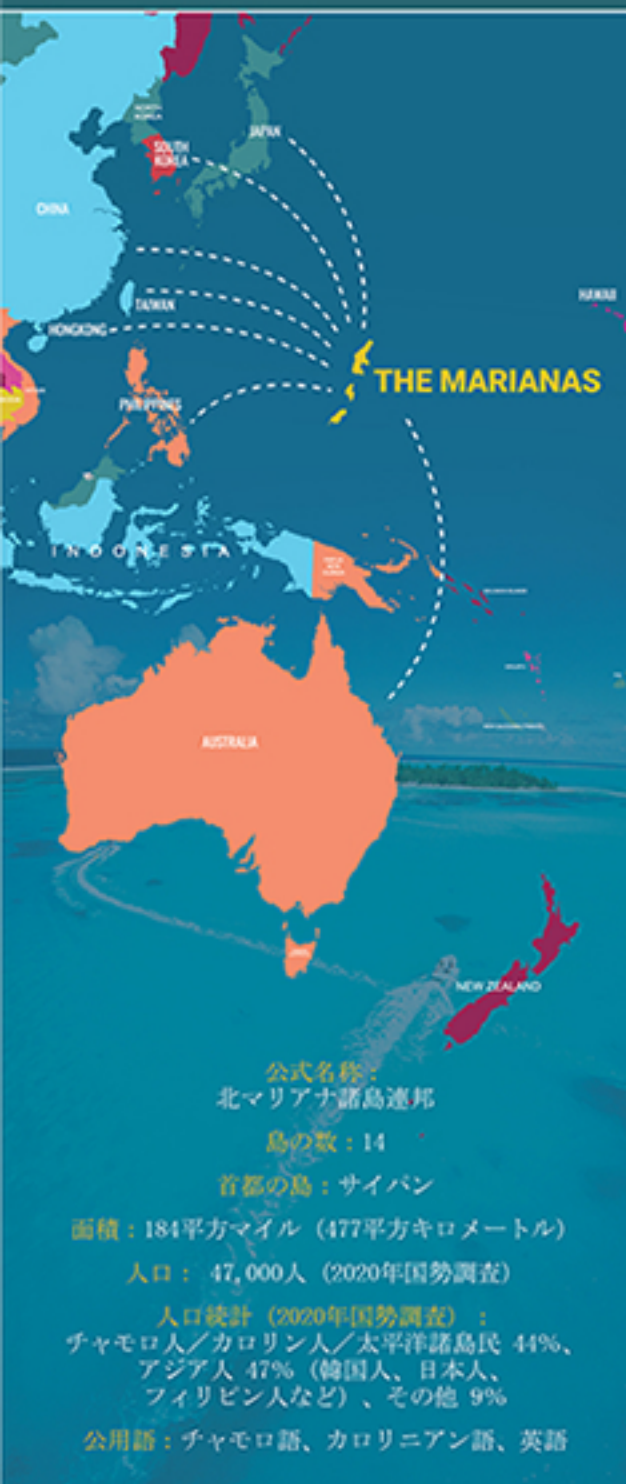 JAPAN
NORTH KOREA
SOUTH KOREA
CHINA
HAWAII
TAIWAN
HONGKONG
THE MARIANAS
PHILIPPINES
INDONESIA
AUSTRALIA
NEW ZEALAND
公式名称:
北マリアナ諸島連邦
島の数:14
首都の島:サイパン
面積:184平方マイル(477平方キロメートル)
人口: 47,000人(2020年国勢調査)
人口統計(2020年国勢調査):
チャモロ人/カロリン人/太平洋諸島民 44%、
アジア人 47%(韓国人、日本人、
フィリピン人など)、その他 9%
公用語:チャモロ語、カロリニアン語、英語